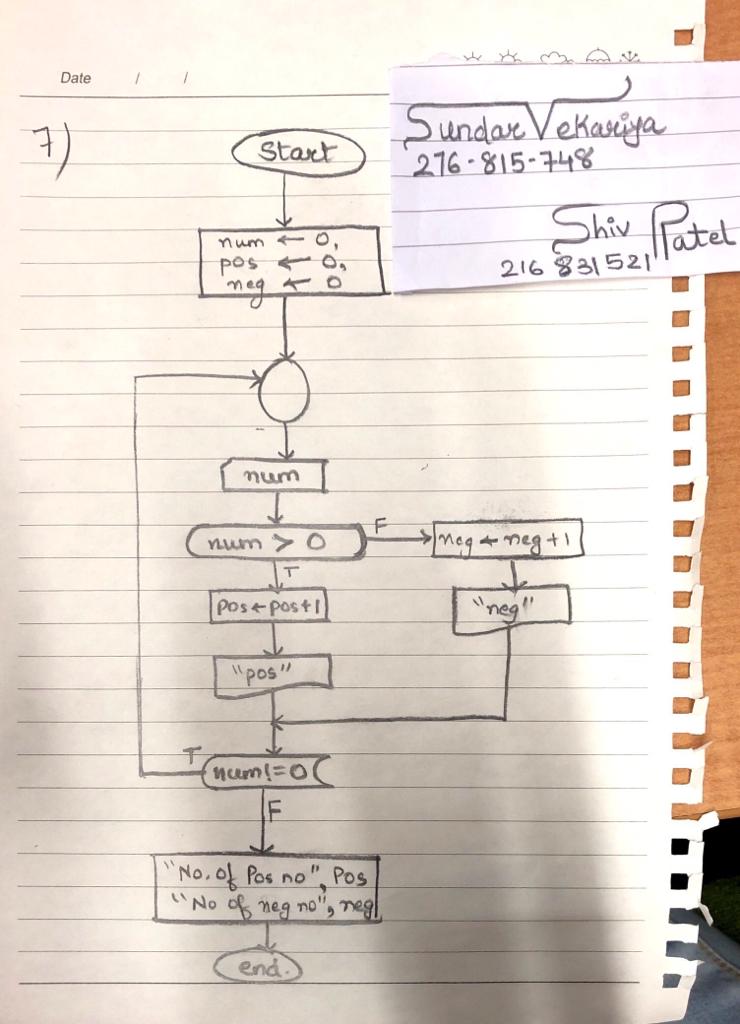 Date / /
Sundar Vekariya
276-815-748
Shiv Patel
216 831521
7)
Start
num ← 0,
pos ← 0,
neg ← 0
num
num > 0
F
neg ← neg+1
T
pos←pos+1
"neg"
"pos"
T
num!=0
F
"No. of Pos no", Pos
"No of neg no", neg
end.